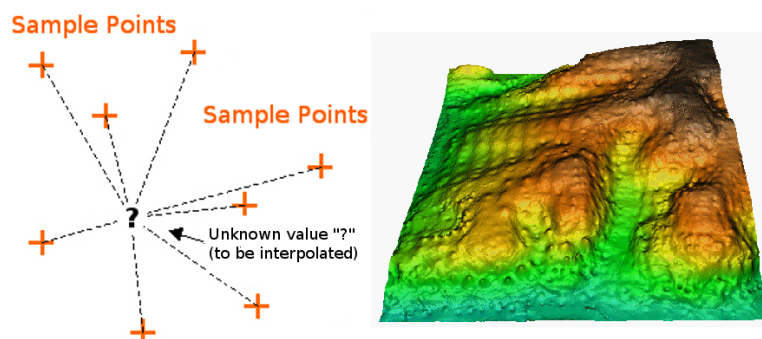 Sample Points
Sample Points
?
Unknown value "?"
(to be interpolated)